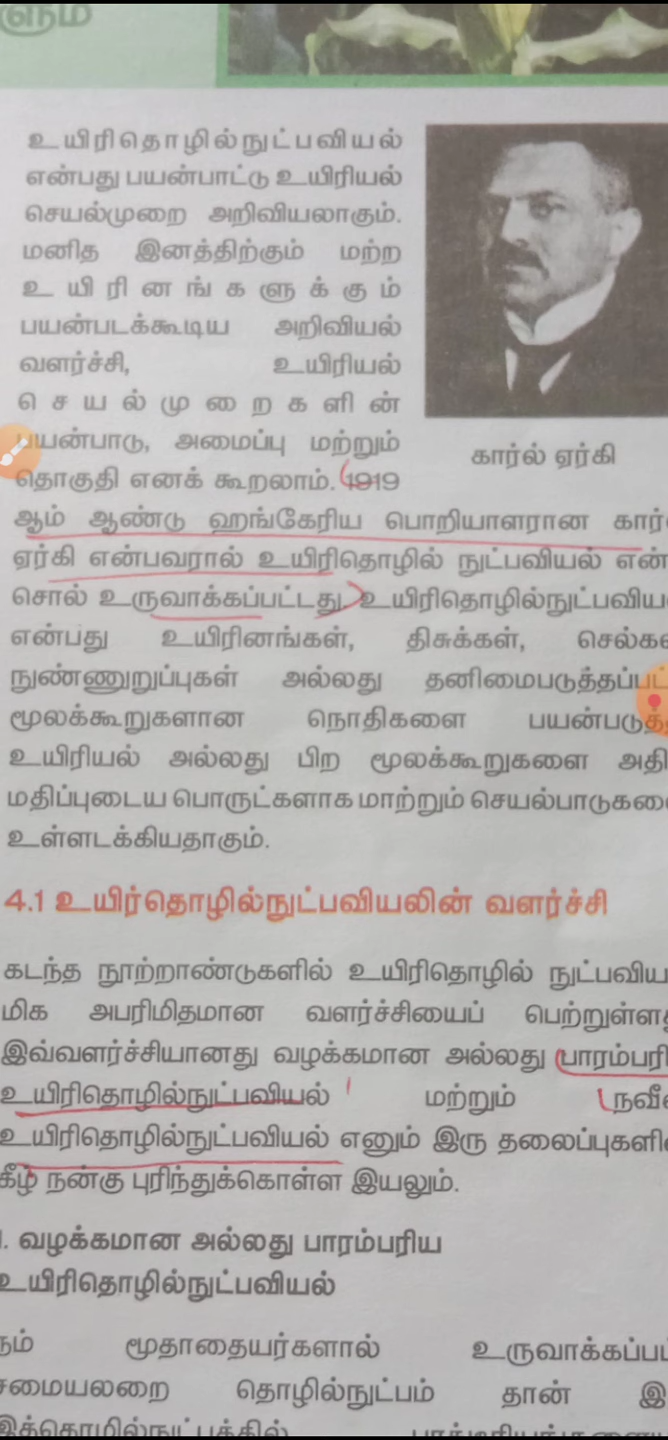 ளும்
உயிரிதொழில்நுட்பவியல்
என்பது பயன்பாட்டு உயிரியல்
செயல்முறை அறிவியலாகும்.
மனித இனத்திற்கும் மற்ற
உயிரினங்களுக்கும்
பயன்படக்கூடிய அறிவியல்
வளர்ச்சி, உயிரியல்
செயல்முறைகளின்
பயன்பாடு, அமைப்பு மற்றும்
தொகுதி எனக் கூறலாம். 1919
கார்ல் ஏர்கி
ஆம் ஆண்டு ஹங்கேரிய பொறியாளரான கார்
ஏர்கி என்பவரால் உயிரிதொழில் நுட்பவியல் என்
சொல் உருவாக்கப்பட்டது. உயிரிதொழில்நுட்பவிய
என்பது உயிரினங்கள், திசுக்கள், செல்க
நுண்ணுறுப்புகள் அல்லது தனிமைபடுத்தப்பட்
மூலக்கூறுகளான நொதிகளை பயன்படுத்
உயிரியல் அல்லது பிற மூலக்கூறுகளை அதி
மதிப்புடைய பொருட்களாக மாற்றும் செயல்பாடுகளை
உள்ளடக்கியதாகும்.
4.1 உயிர்தொழில்நுட்பவியலின் வளர்ச்சி
கடந்த நூற்றாண்டுகளில் உயிரிதொழில் நுட்பவிய
மிக அபரிமிதமான வளர்ச்சியைப் பெற்றுள்ள
இவ்வளர்ச்சியானது வழக்கமான அல்லது பாரம்பரி
உயிரிதொழில்நுட்பவியல் மற்றும் நவீ
உயிரிதொழில்நுட்பவியல் எனும் இரு தலைப்புகளி
கீழ் நன்கு புரிந்துக்கொள்ள இயலும்.
. வழக்கமான அல்லது பாரம்பரிய
உயிரிதொழில்நுட்பவியல்
நம் மூதாதையர்களால் உருவாக்கப்பட்
சமையலறை தொழில்நுட்பம் தான் இ
இத்தொழில்நுட்பத்தில்